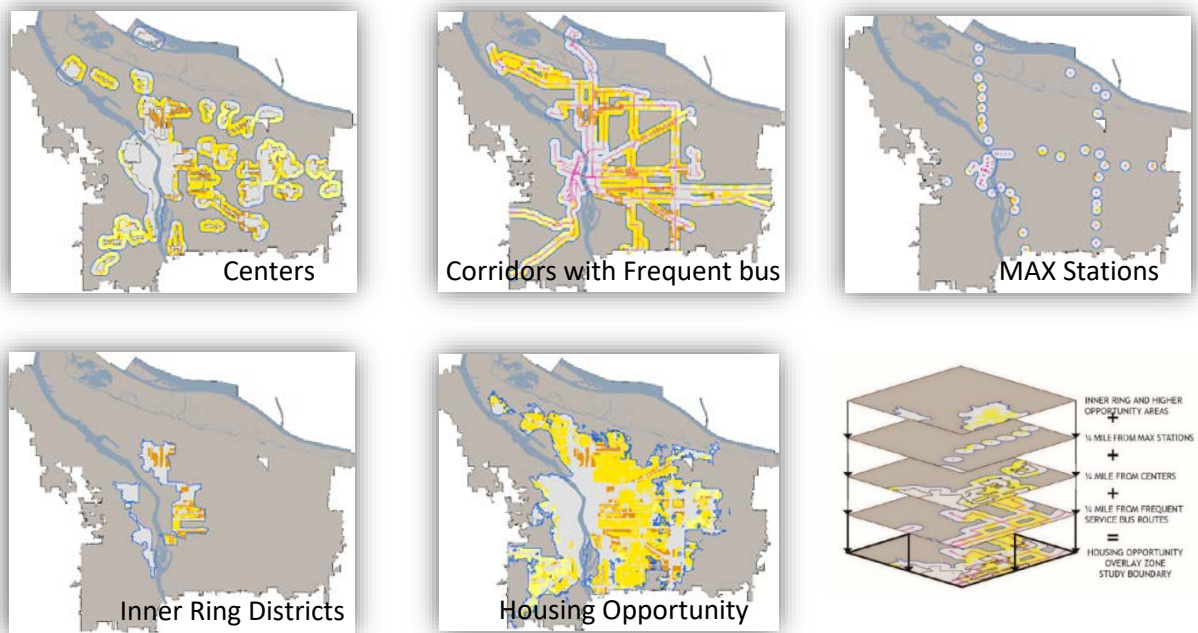 Centers
Corridors with Frequent bus
MAX Stations
Inner Ring Districts
Housing Opportunity
INNER RING AND HIGHER
OPPORTUNITY AREAS
+
¼ MILE FROM MAX STATIONS
+
¼ MILE FROM CENTERS
+
¼ MILE FROM FREQUENT
SERVICE BUS ROUTES
=
HOUSING OPPORTUNITY
OVERLAY ZONE
STUDY BOUNDARY